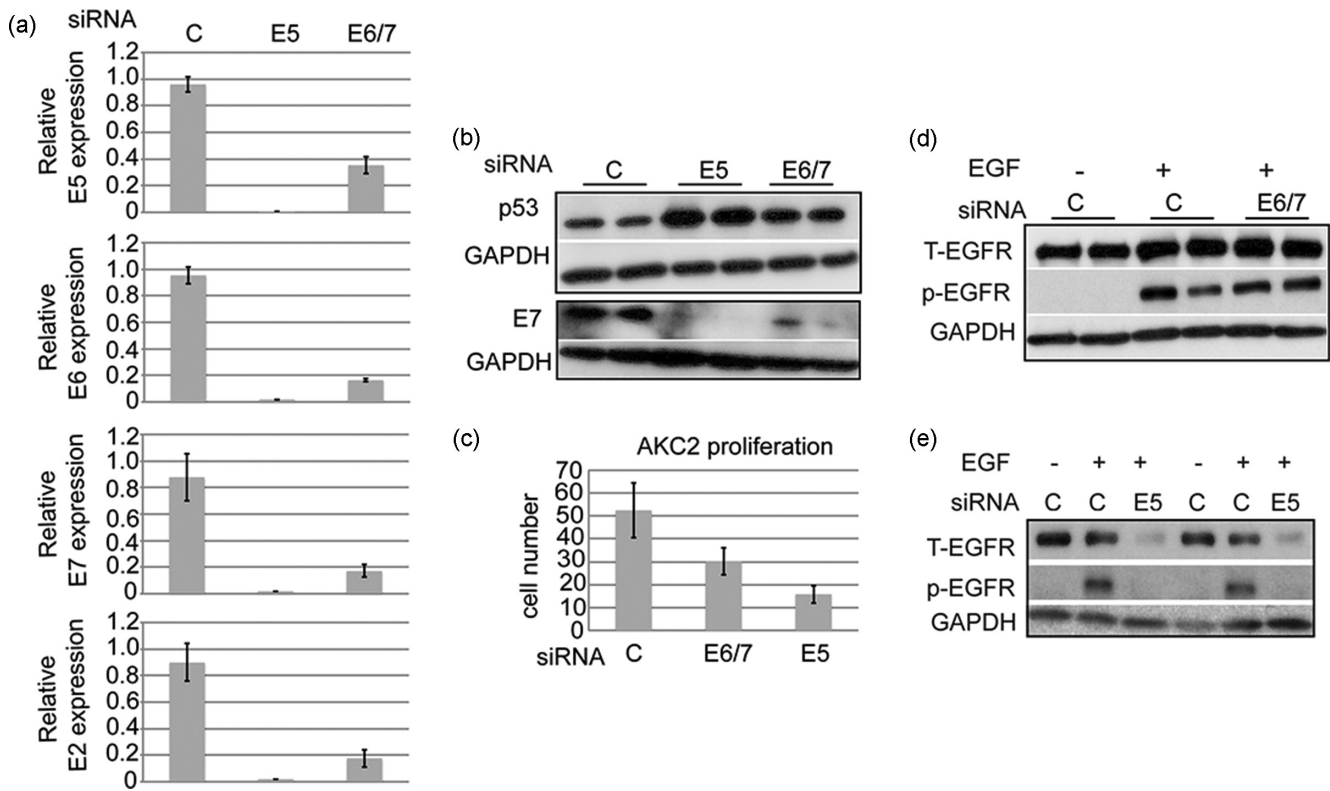 (a)
siRNA
C E5 E6/7
Relative
E5 expression
1.2
1.0
0.8
0.6
0.4
0.2
0
Relative
E6 expression
1.2
1.0
0.8
0.6
0.4
0.2
0
Relative
E7 expression
1.2
1.0
0.8
0.6
0.4
0.2
0
Relative
E2 expression
1.2
1.0
0.8
0.6
0.4
0.2
0
(b)
siRNA C E5 E6/7
p53
GAPDH
E7
GAPDH
(c)
AKC2 proliferation
cell number
70
60
50
40
30
20
10
0
siRNA C E6/7 E5
(d)
EGF - + +
siRNA C C E6/7
T-EGFR
p-EGFR
GAPDH
(e)
EGF - + + - + +
siRNA C C E5 C C E5
T-EGFR
p-EGFR
GAPDH